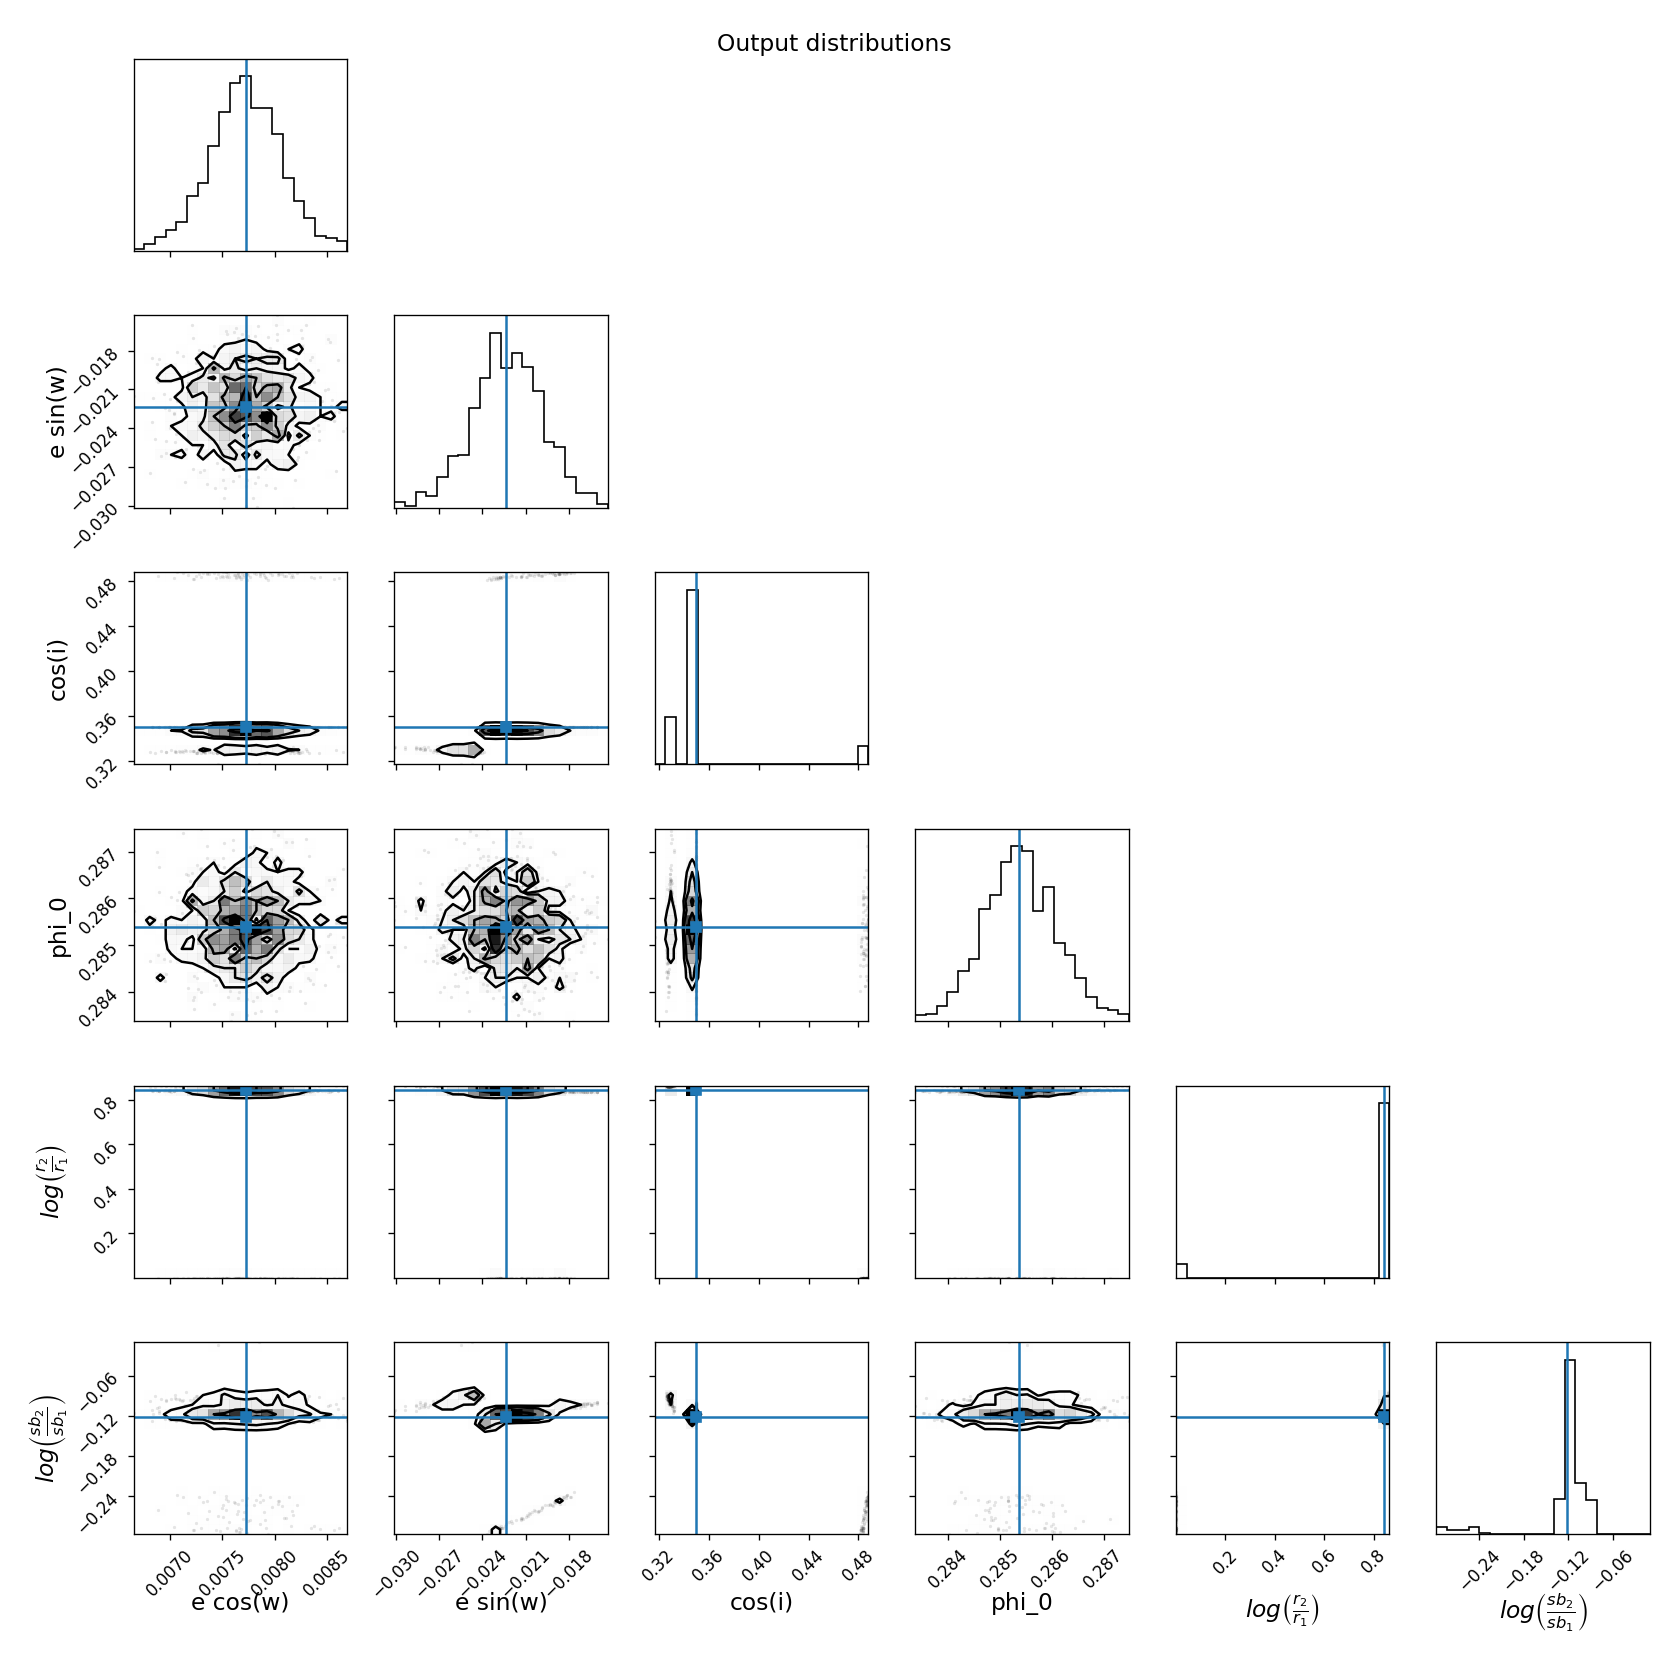 Output distributions
e sin(w)
−0.018
−0.021
−0.024
−0.027
−0.030
cos(i)
0.48
0.44
0.40
0.36
0.32
phi_0
0.287
0.286
0.285
0.284
log(r₂/r₁)
0.8
0.6
0.4
0.2
log(sb₂/sb₁)
−0.06
−0.12
−0.18
−0.24
0.0070 0.0075 0.0080 0.0085
e cos(w)
−0.030 −0.027 −0.024 −0.021 −0.018
e sin(w)
0.32 0.36 0.40 0.44 0.48
cos(i)
0.284 0.285 0.286 0.287
phi_0
0.2 0.4 0.6 0.8
log(r₂/r₁)
−0.24 −0.18 −0.12 −0.06
log(sb₂/sb₁)